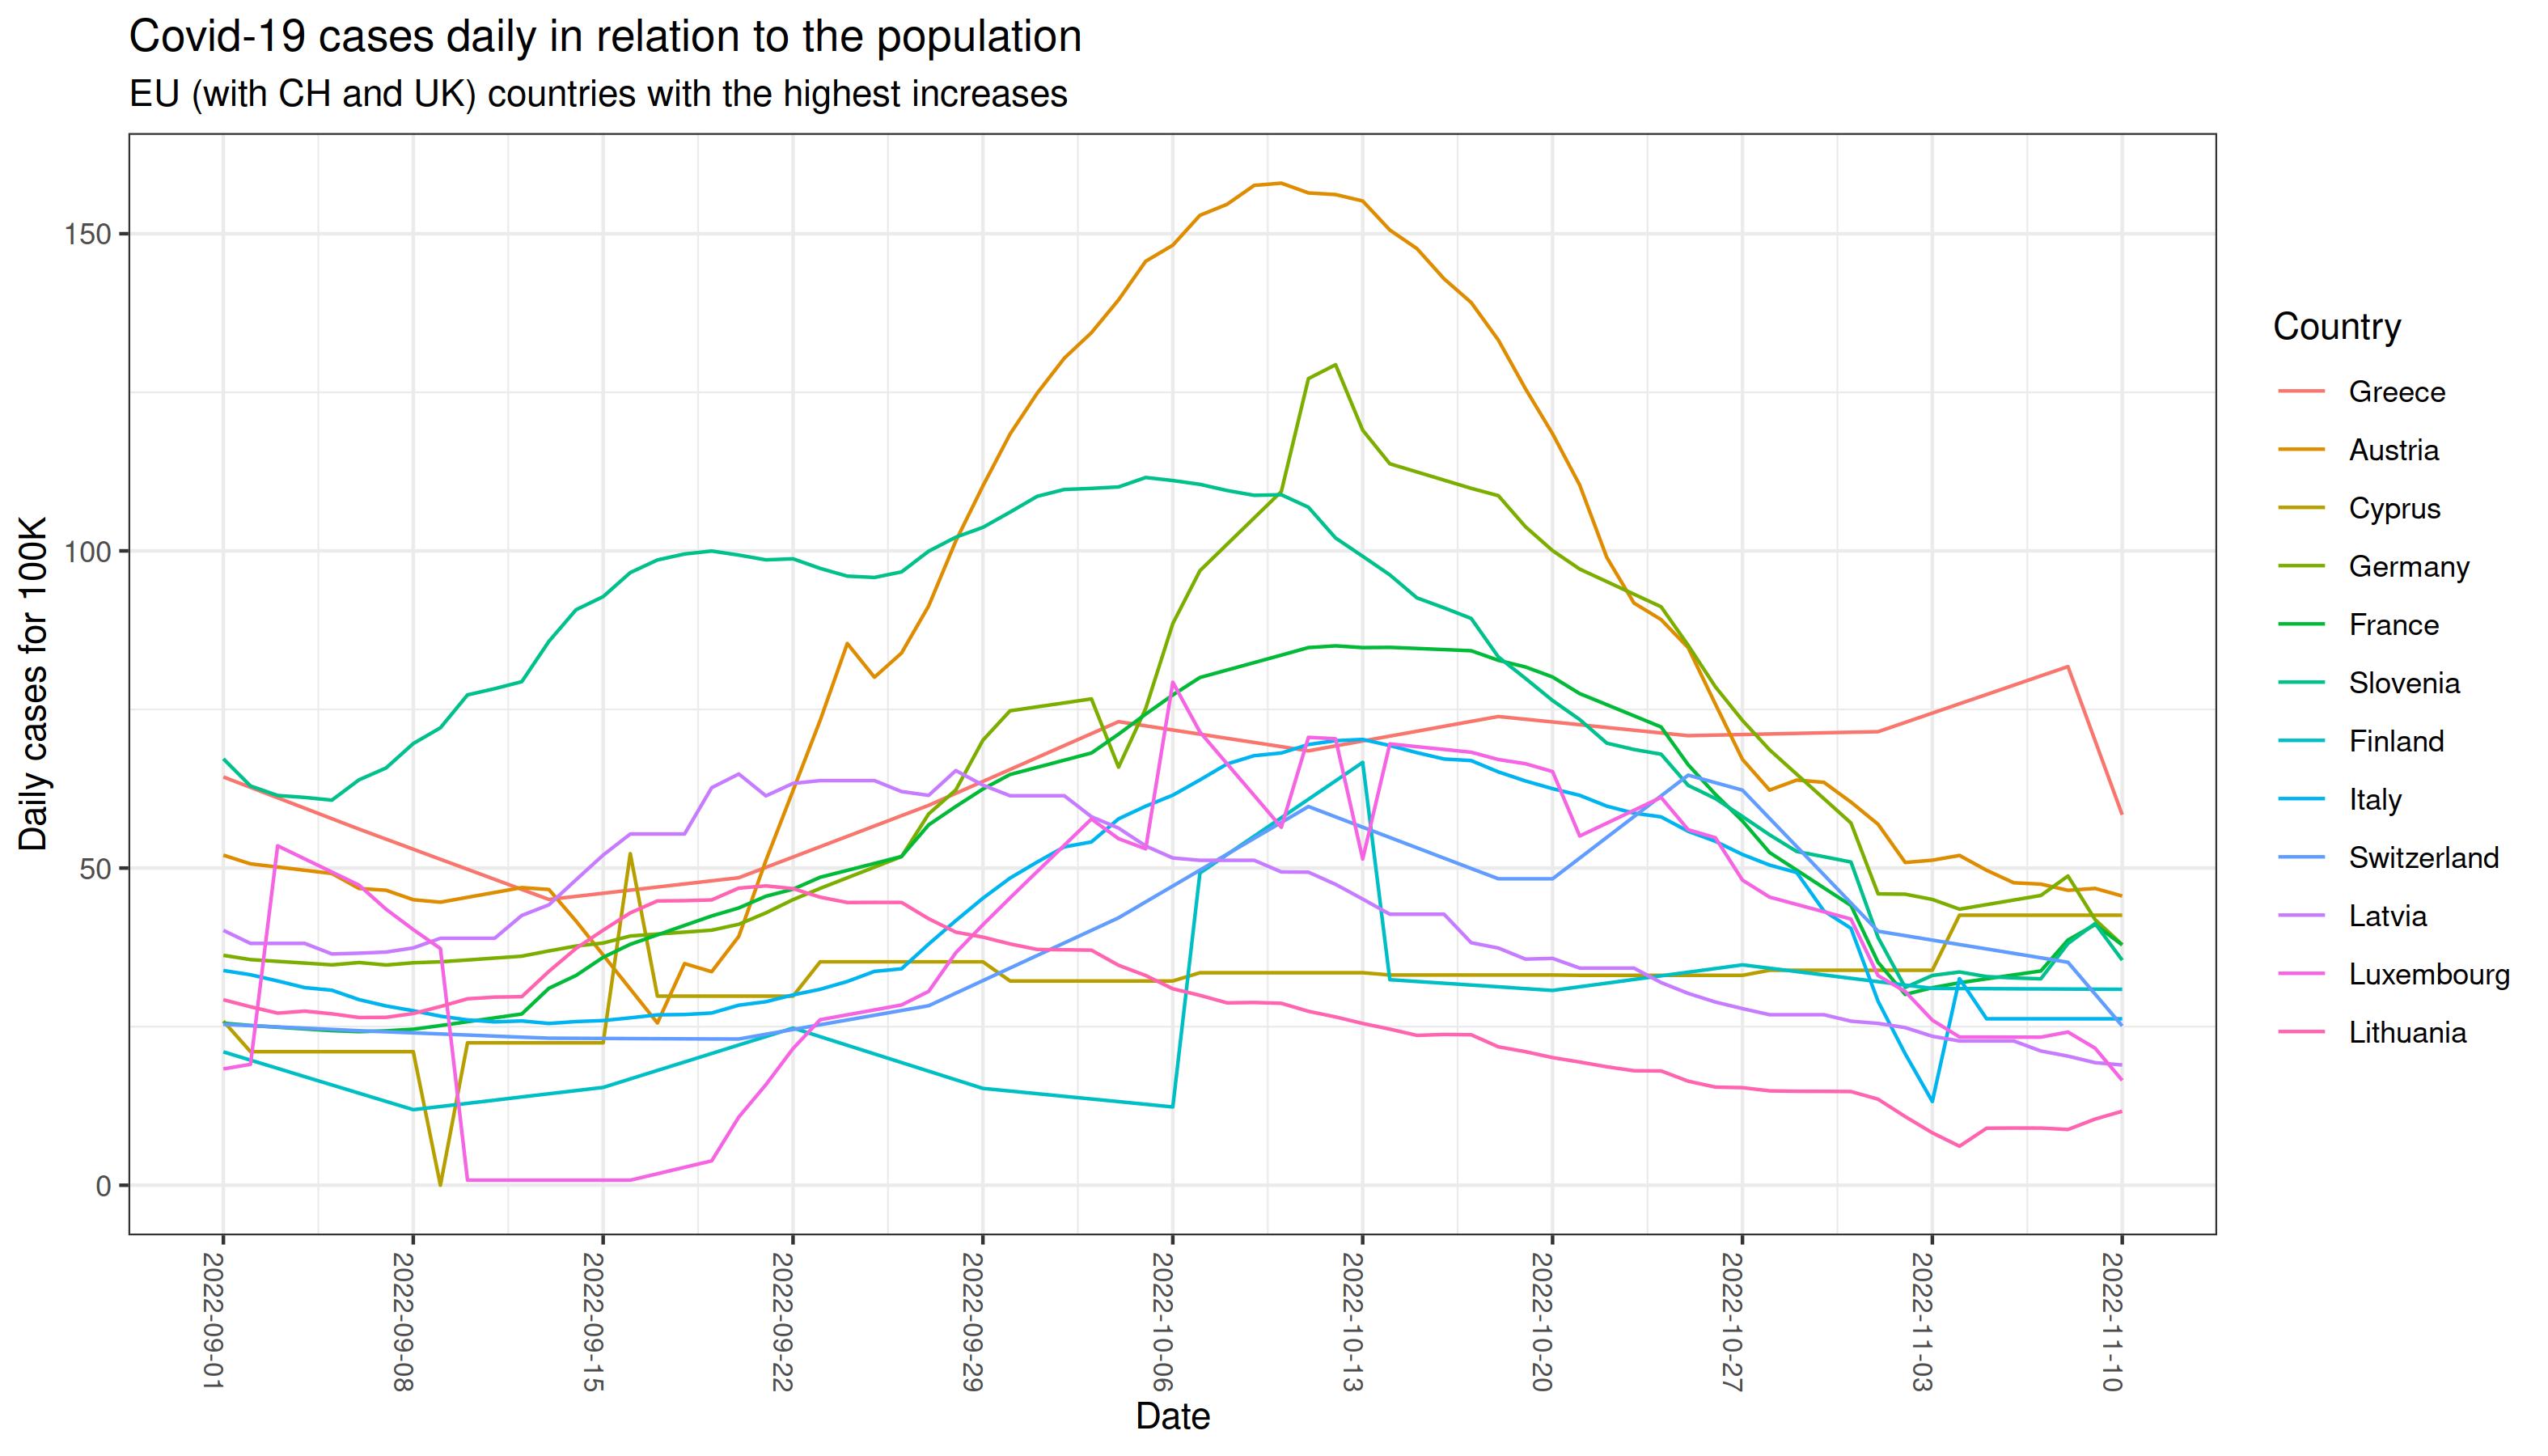 Covid-19 cases daily in relation to the population
EU (with CH and UK) countries with the highest increases
Daily cases for 100K
150
100
50
0
2022-09-01
2022-09-08
2022-09-15
2022-09-22
2022-09-29
2022-10-06
2022-10-13
2022-10-20
2022-10-27
2022-11-03
2022-11-10
Date
Country
Greece
Austria
Cyprus
Germany
France
Slovenia
Finland
Italy
Switzerland
Latvia
Luxembourg
Lithuania